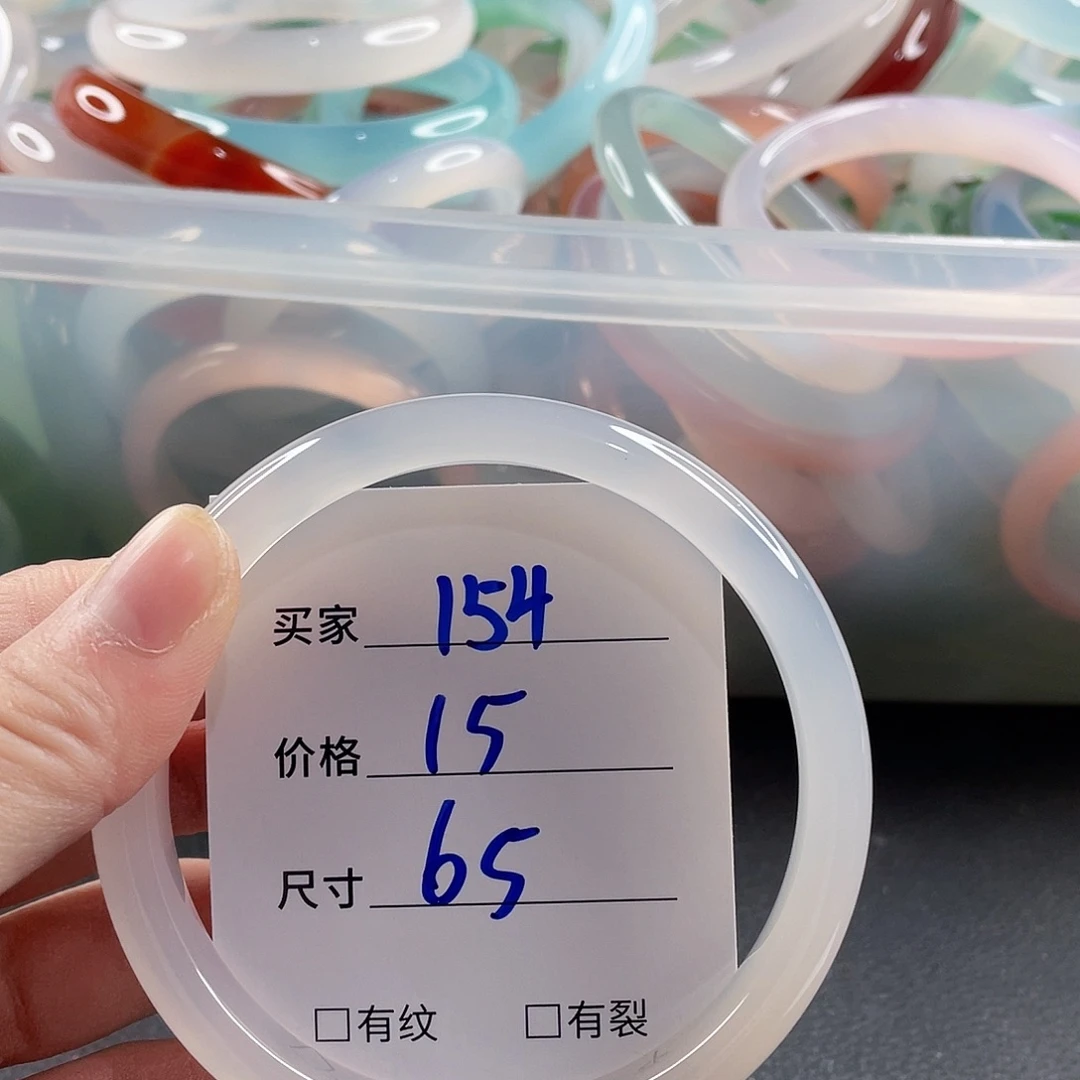 买家 154
价格 15
尺寸 65
□有纹 □有裂